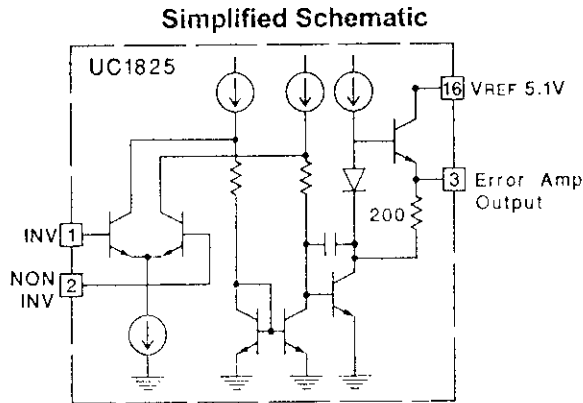 Simplified Schematic
UC1825
16 VREF 5.1V
3 Error Amp
Output
200
INV 1
NON
INV 2